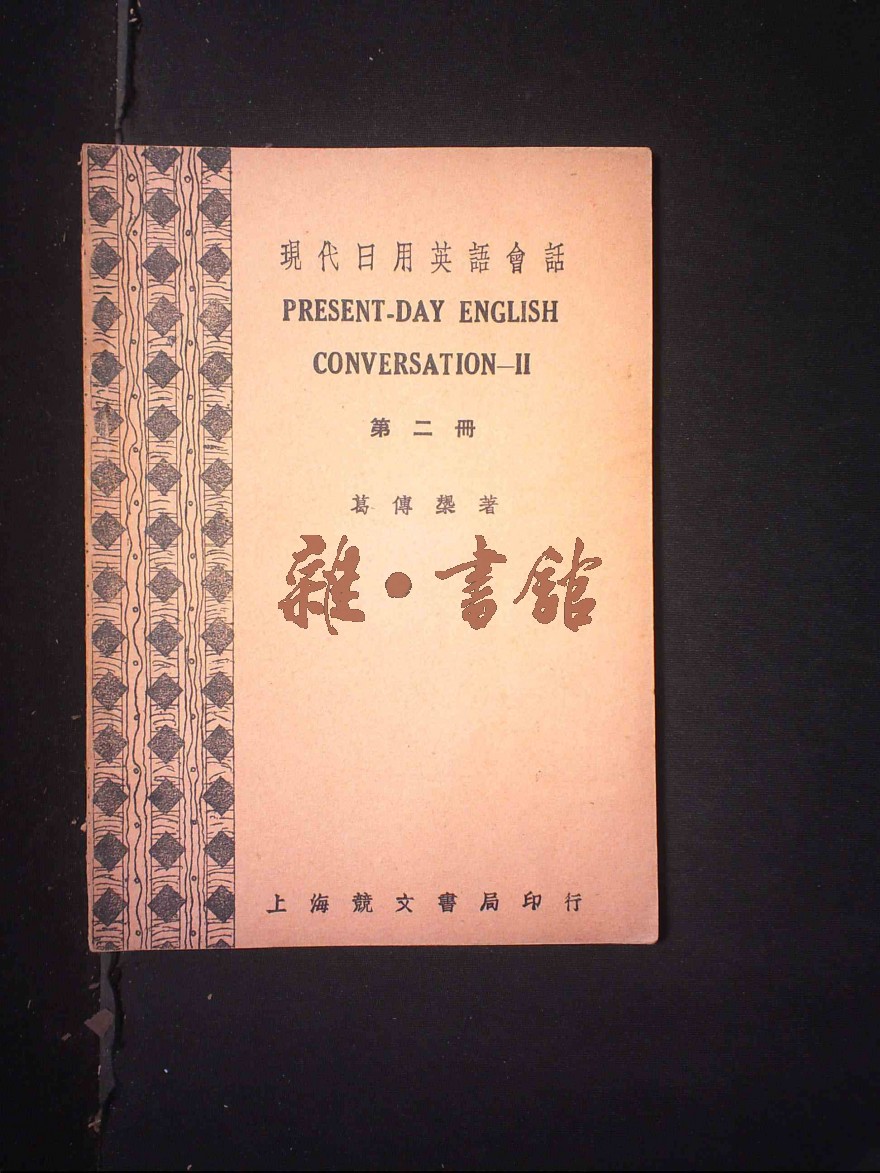 現代日用英語會話
PRESENT-DAY ENGLISH
CONVERSATION—II
第二冊
葛傳槼著
雜·書館
上海競文書局印行